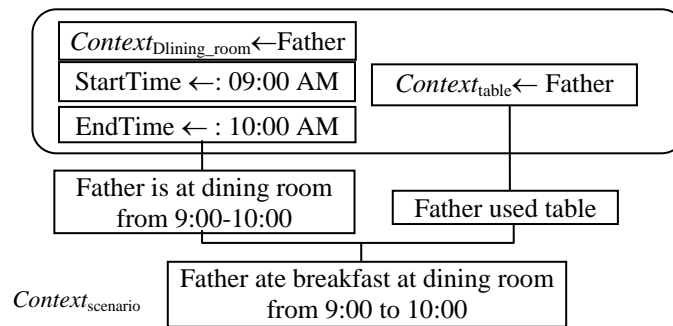 Context_Dlining_room←Father
StartTime ←: 09:00 AM
EndTime ← : 10:00 AM
Context_table← Father
Father is at dining room
from 9:00-10:00
Father used table
Father ate breakfast at dining room
from 9:00 to 10:00
Context_scenario